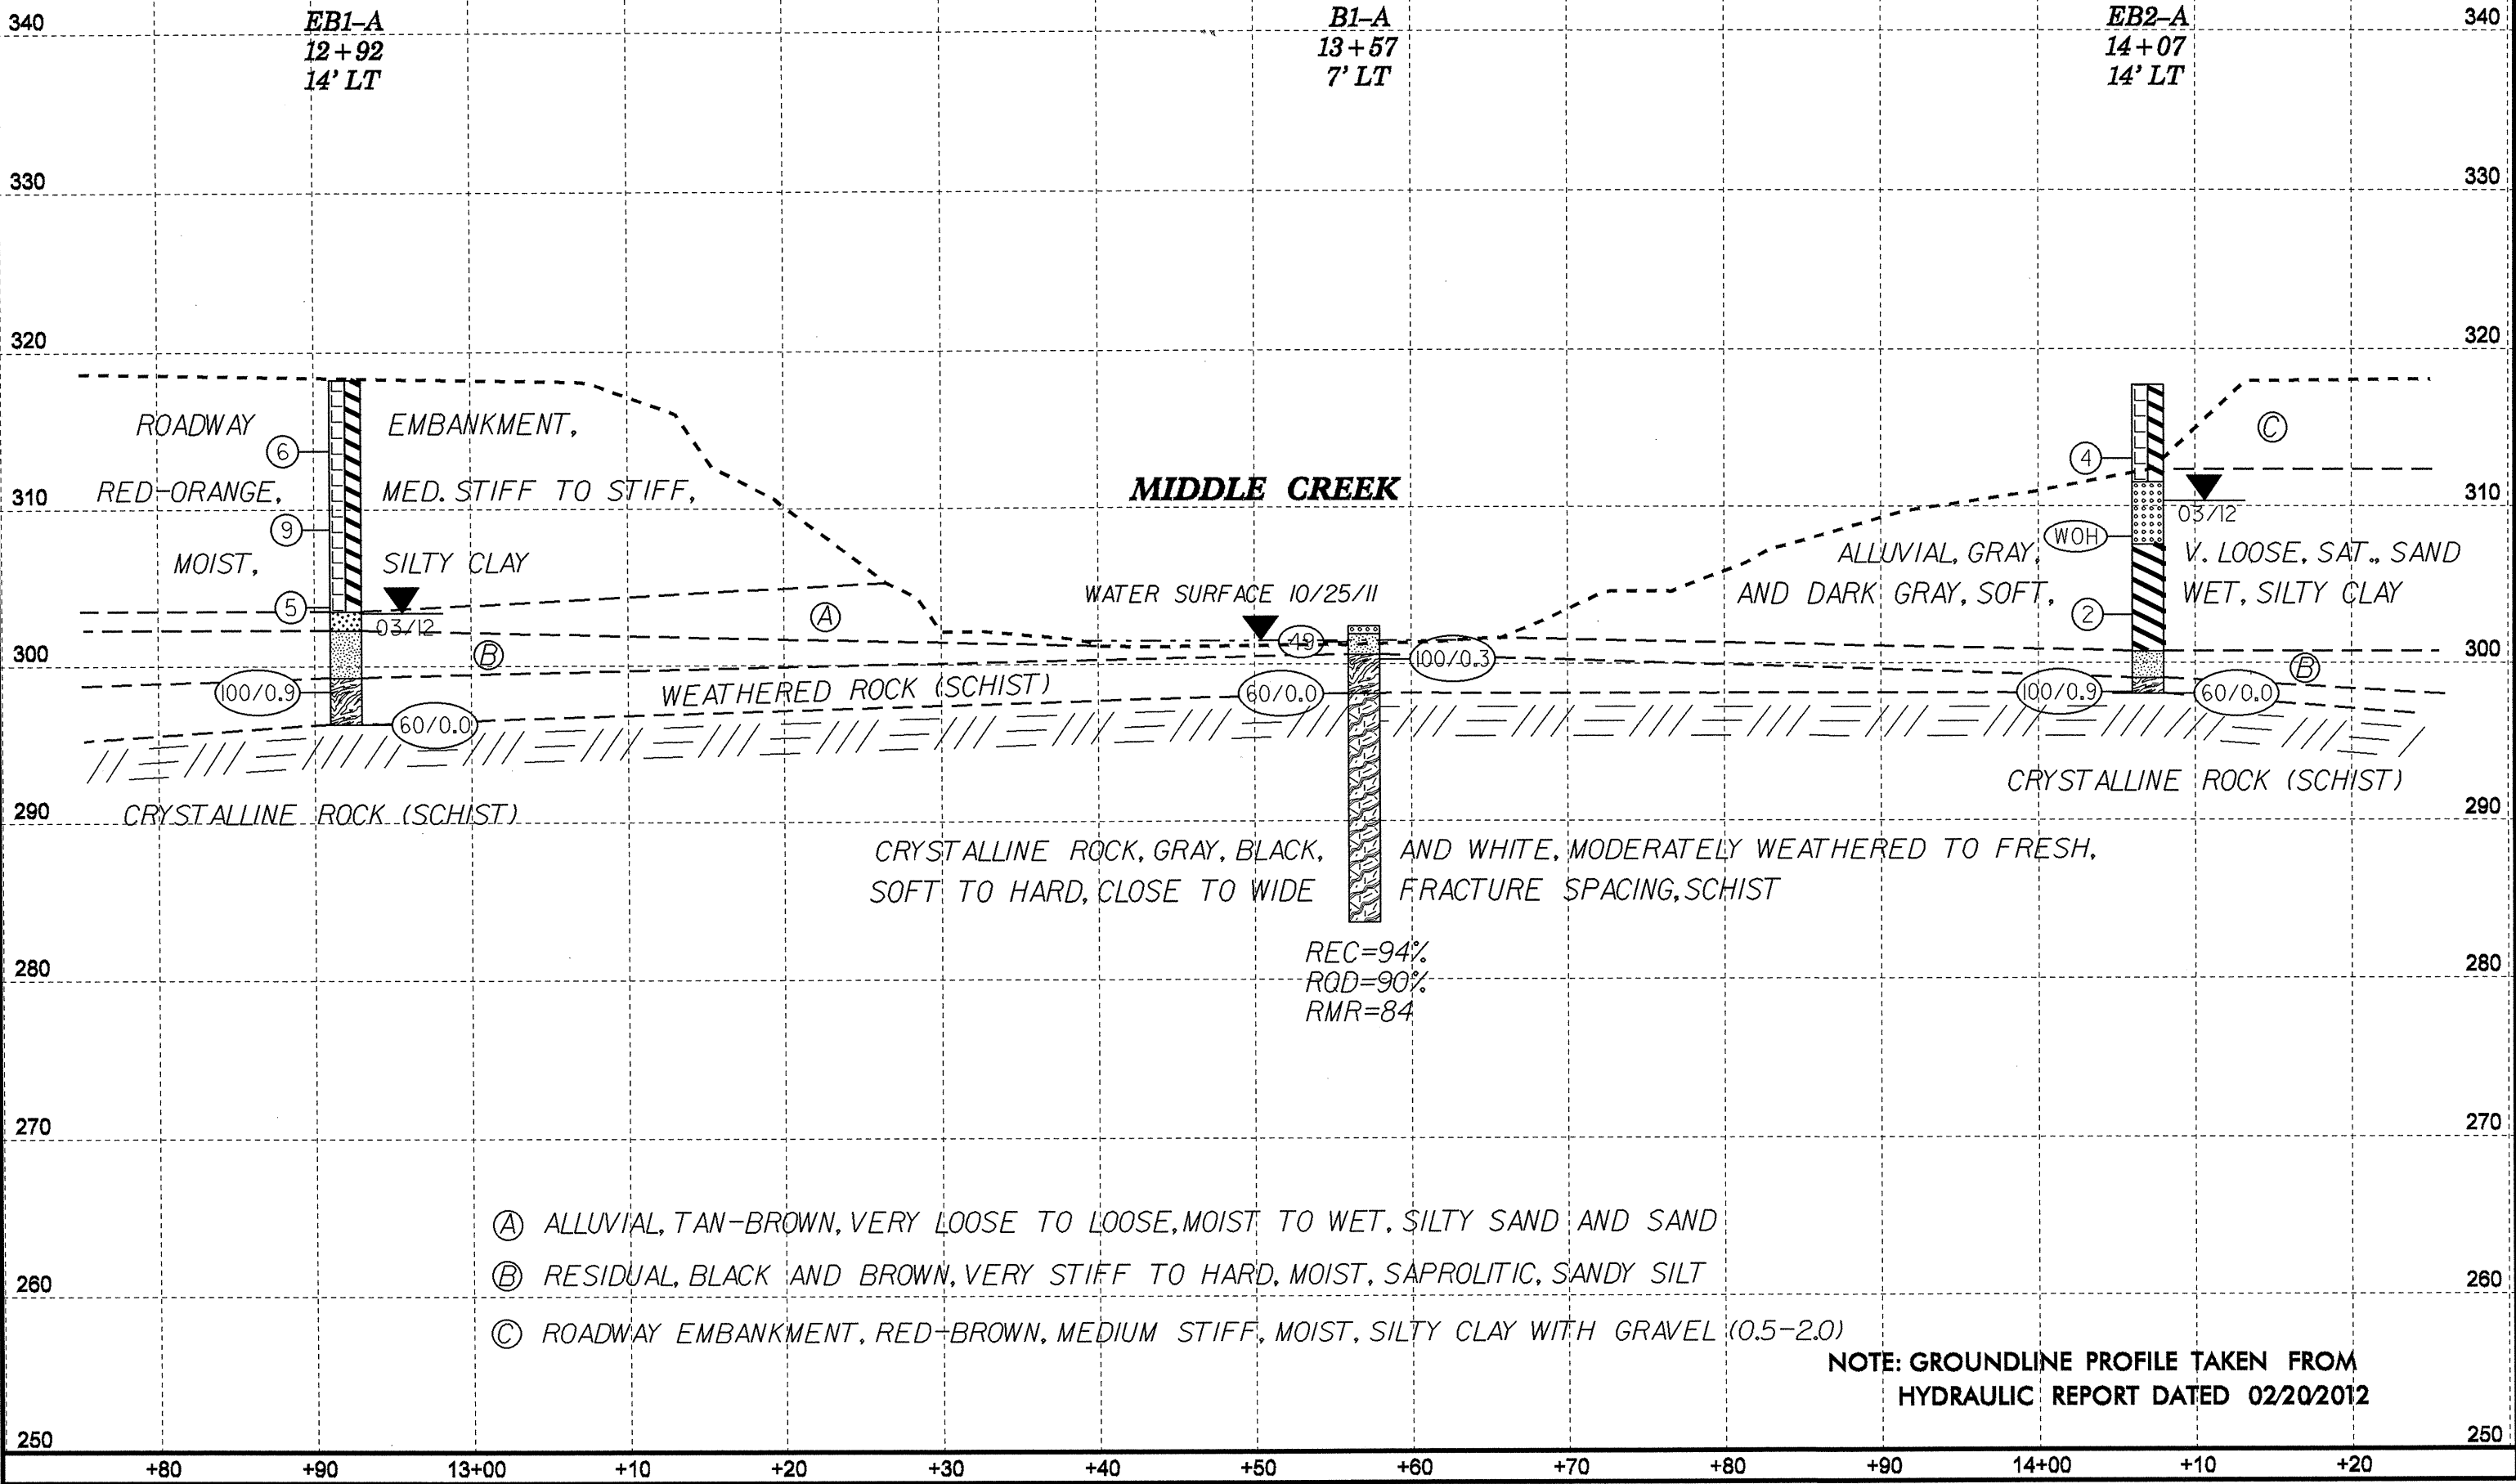 EB1-A
12+92
14' LT
B1-A
13+57
7' LT
EB2-A
14+07
14' LT
340
340
330
330
320
320
ROADWAY EMBANKMENT,
6
RED-ORANGE, MED. STIFF TO STIFF,
9
MOIST, SILTY CLAY
5
03/12
310
310
MIDDLE CREEK
WATER SURFACE 10/25/11
C
4
03/12
WOH
ALLUVIAL, GRAY, V. LOOSE, SAT., SAND
AND DARK GRAY, SOFT, WET, SILTY CLAY
2
A
B
49
100/0.3
B
300
300
100/0.9
WEATHERED ROCK (SCHIST)
60/0.0
60/0.0
100/0.9
60/0.0
CRYSTALLINE ROCK (SCHIST)
CRYSTALLINE ROCK (SCHIST)
290
290
CRYSTALLINE ROCK, GRAY, BLACK, AND WHITE, MODERATELY WEATHERED TO FRESH,
SOFT TO HARD, CLOSE TO WIDE FRACTURE SPACING, SCHIST
REC=94%
RQD=90%
RMR=84
280
280
270
270
A ALLUVIAL, TAN-BROWN, VERY LOOSE TO LOOSE, MOIST TO WET, SILTY SAND AND SAND
B RESIDUAL, BLACK AND BROWN, VERY STIFF TO HARD, MOIST, SAPROLITIC, SANDY SILT
260
260
C ROADWAY EMBANKMENT, RED-BROWN, MEDIUM STIFF, MOIST, SILTY CLAY WITH GRAVEL (0.5-2.0)
NOTE: GROUNDLINE PROFILE TAKEN FROM
HYDRAULIC REPORT DATED 02/20/2012
250
250
+80 +90 13+00 +10 +20 +30 +40 +50 +60 +70 +80 +90 14+00 +10 +20